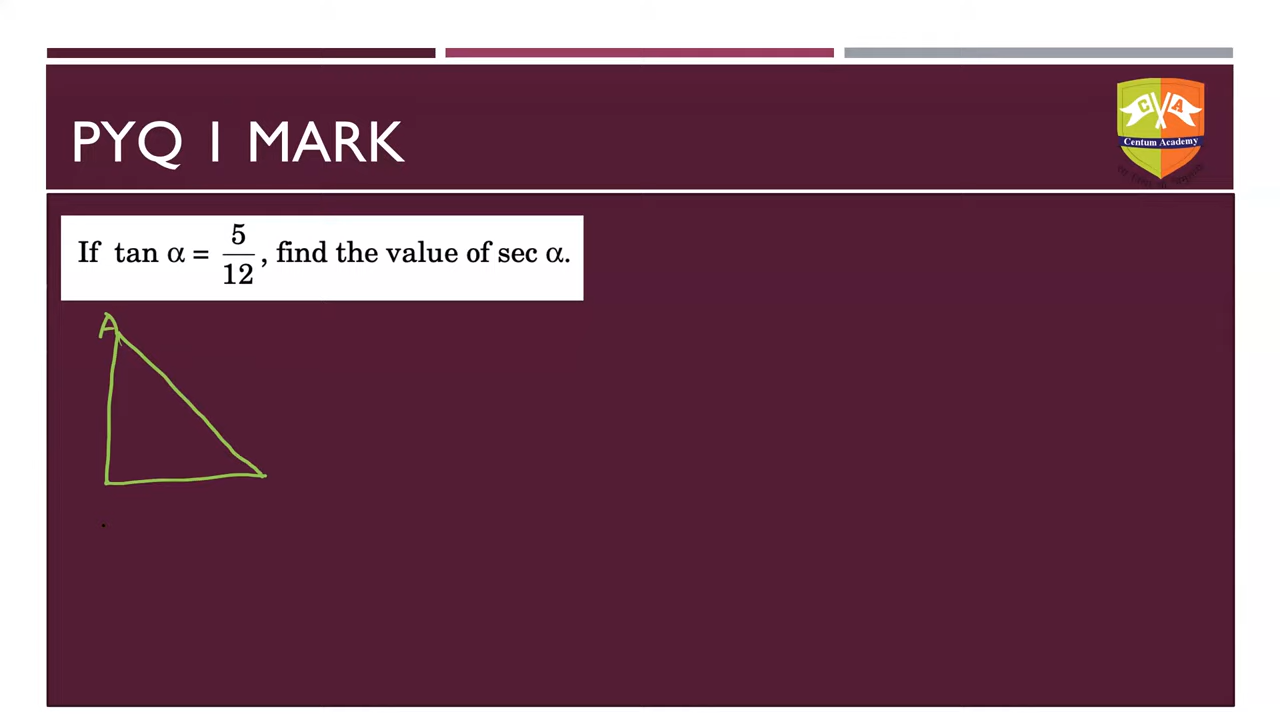 PYQ 1 MARK
C A
Centum Academy
If tan α = 5/12, find the value of sec α.
A